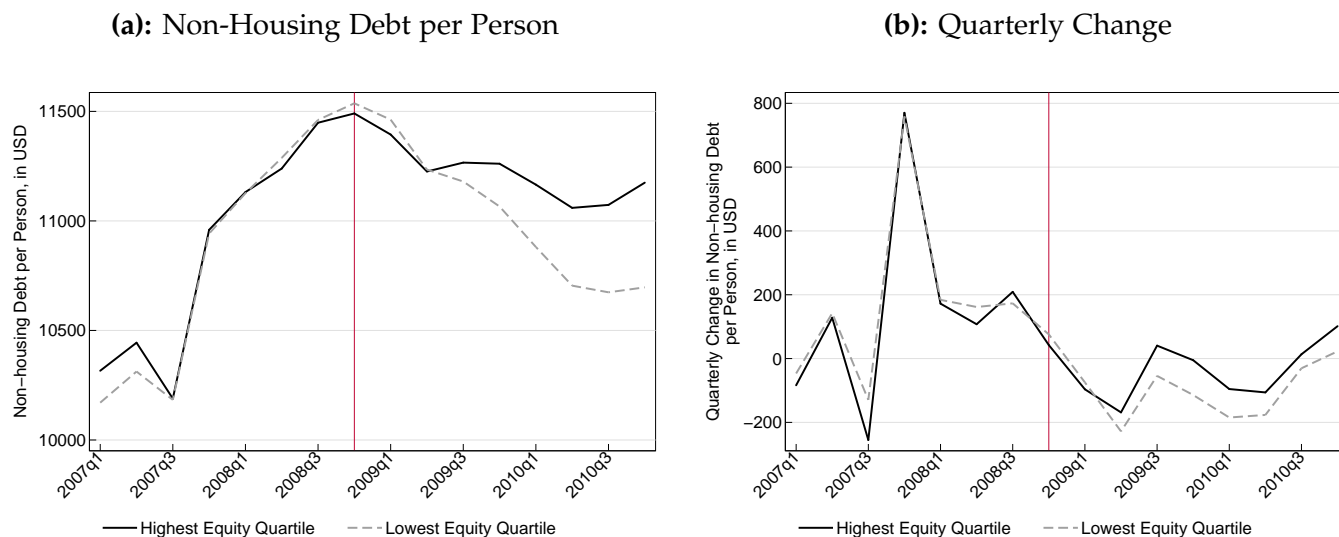 (a): Non-Housing Debt per Person
Non−housing Debt per Person, in USD
11500
11000
10500
10000
2007q1
2007q3
2008q1
2008q3
2009q1
2009q3
2010q1
2010q3
Highest Equity Quartile
Lowest Equity Quartile
(b): Quarterly Change
Quarterly Change in Non−housing Debt
per Person, in USD
800
600
400
200
0
−200
2007q1
2007q3
2008q1
2008q3
2009q1
2009q3
2010q1
2010q3
Highest Equity Quartile
Lowest Equity Quartile